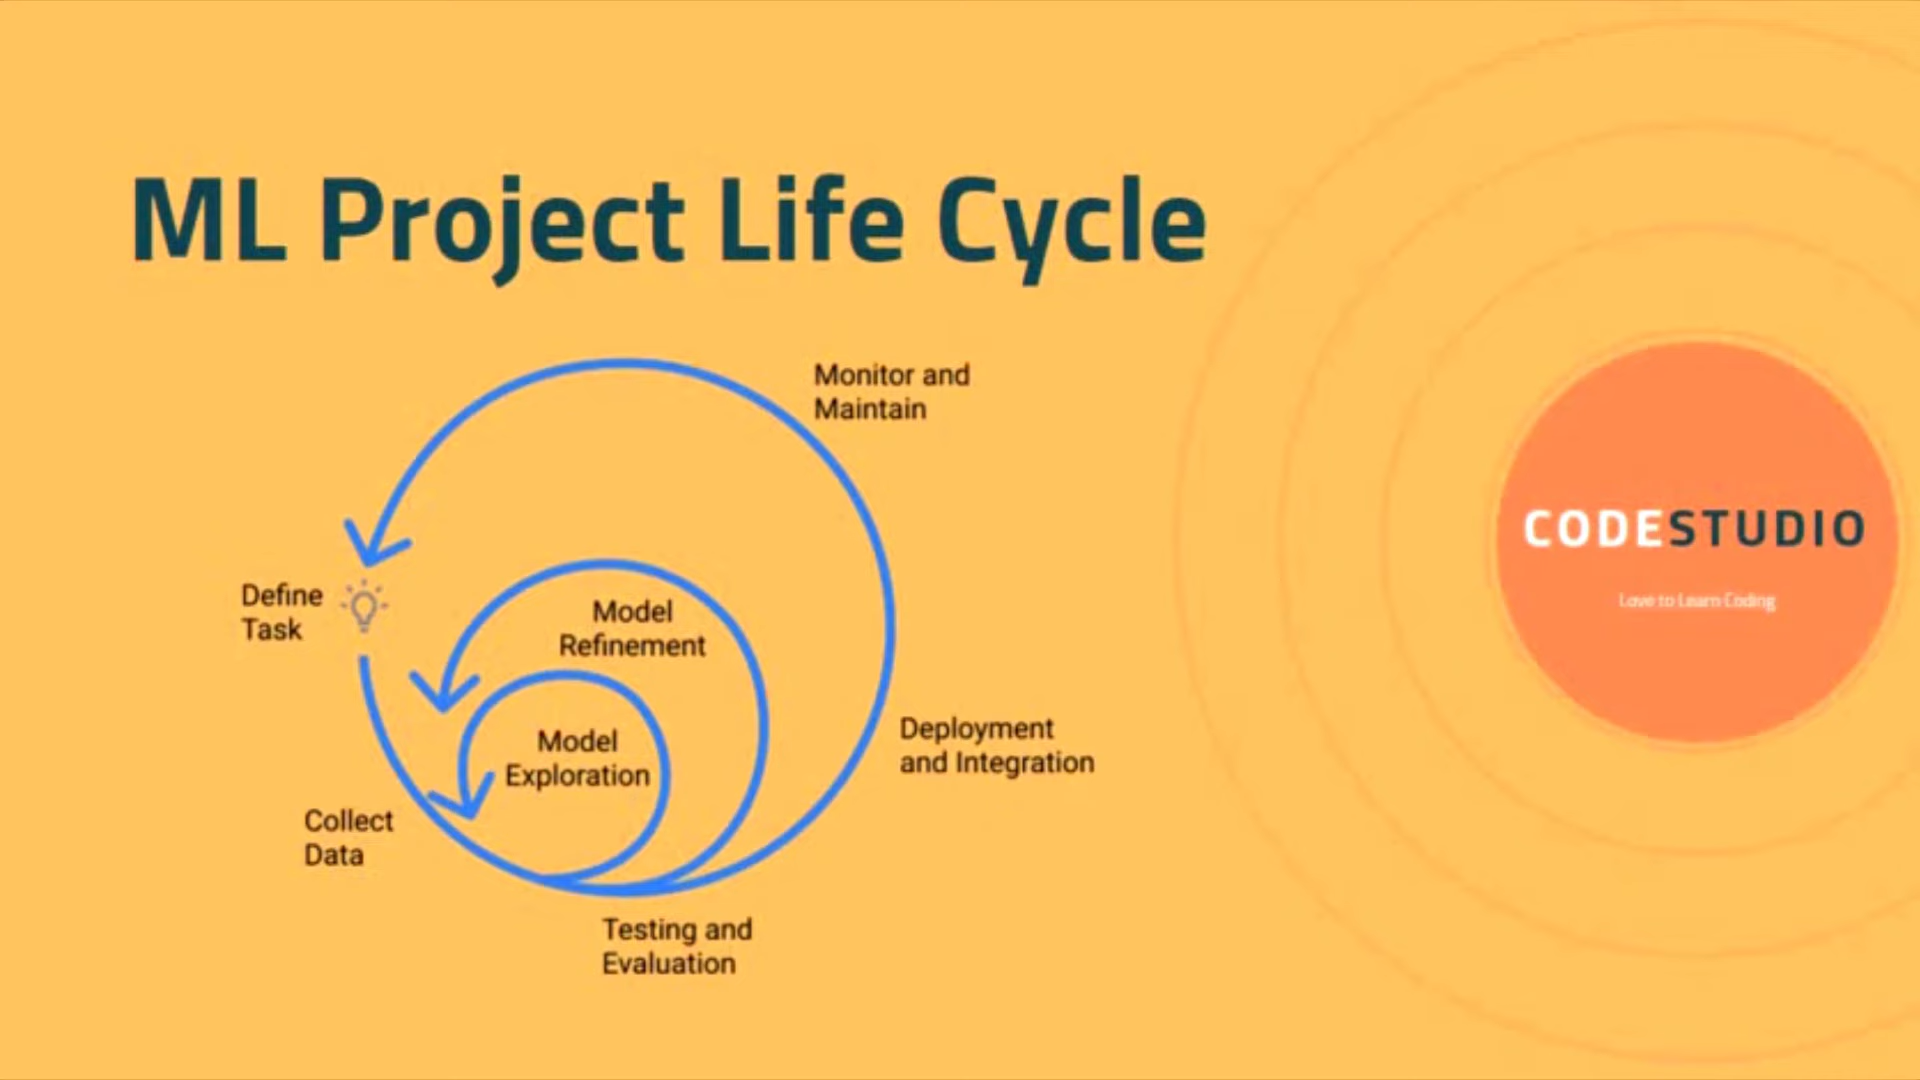 ML Project Life Cycle
Monitor and
Maintain
Define
Task
Model
Refinement
Model
Exploration
Deployment
and Integration
Collect
Data
Testing and
Evaluation
CODESTUDIO
Love to Learn Coding